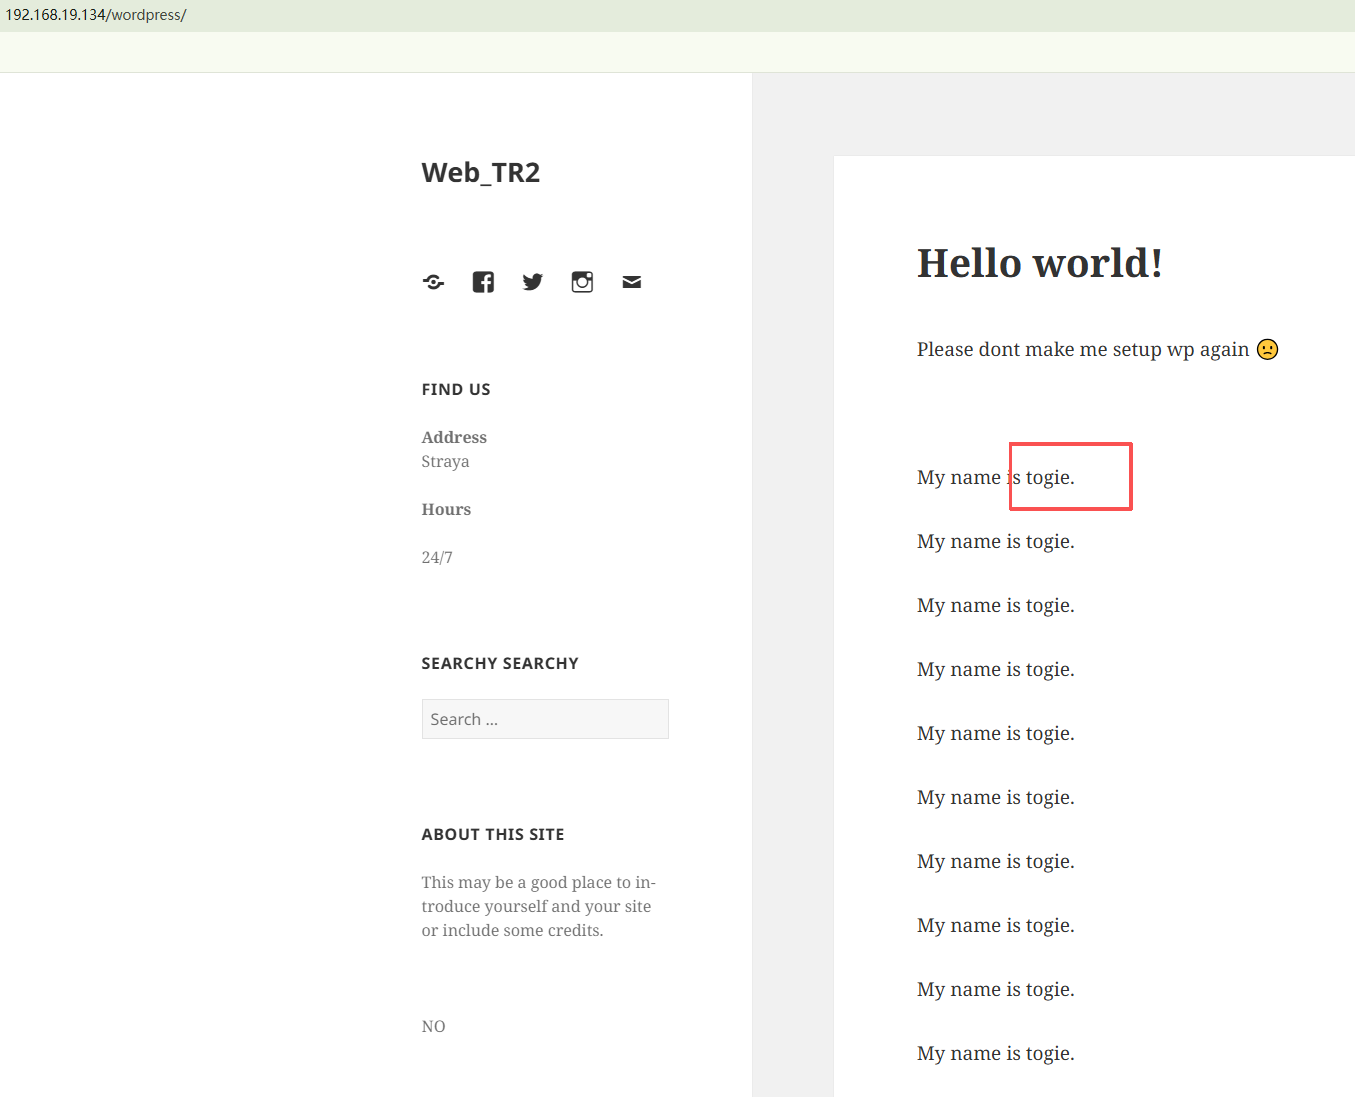 192.168.19.134/wordpress/
Web_TR2
FIND US
Address
Straya
Hours
24/7
SEARCHY SEARCHY
Search ...
ABOUT THIS SITE
This may be a good place to in-
troduce yourself and your site
or include some credits.
NO
Hello world!
Please dont make me setup wp again 🙁
My name is togie.
My name is togie.
My name is togie.
My name is togie.
My name is togie.
My name is togie.
My name is togie.
My name is togie.
My name is togie.
My name is togie.